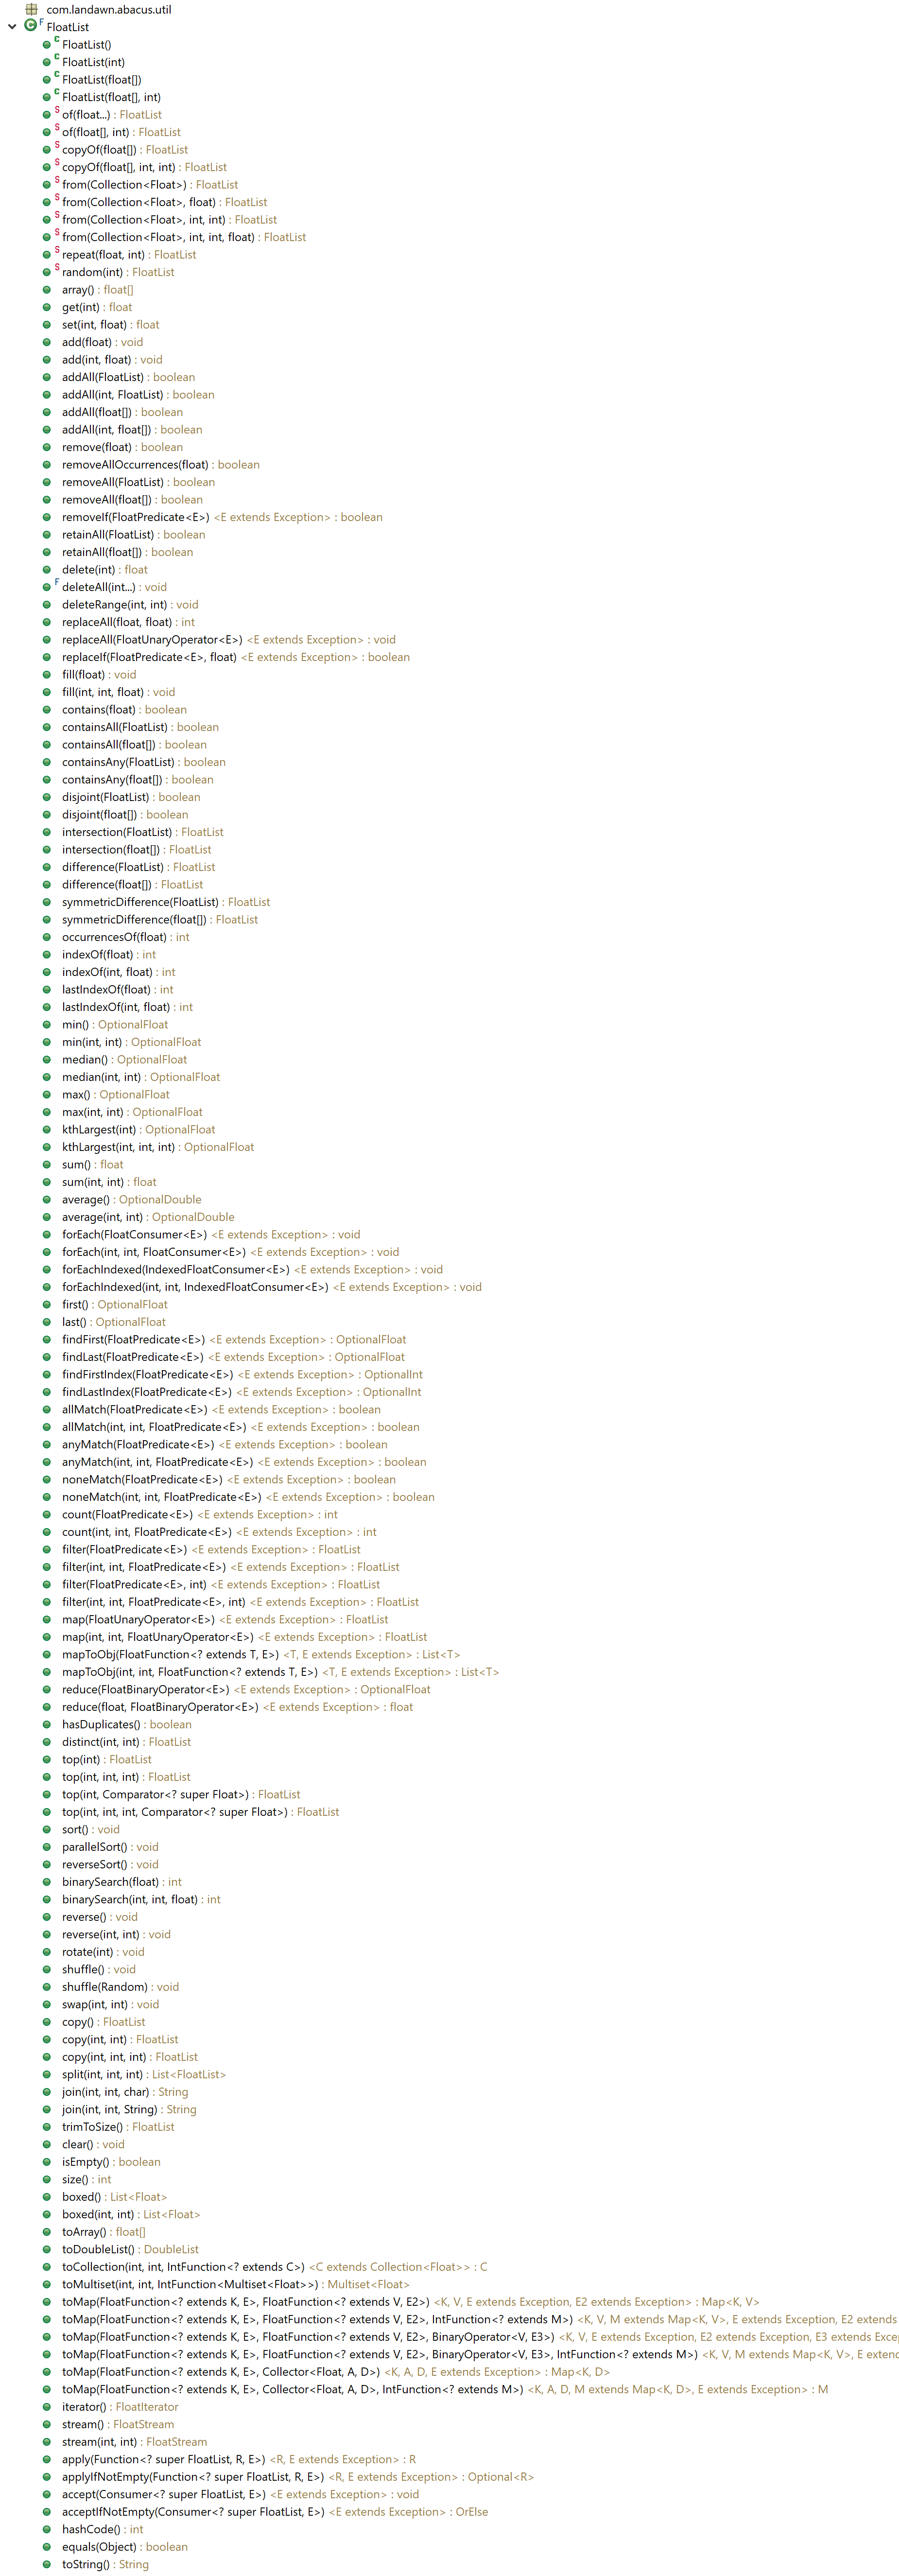 com.landawn.abacus.util
FloatList
FloatList()
FloatList(int)
FloatList(float[])
FloatList(float[], int)
of(float...) : FloatList
of(float[], int) : FloatList
copyOf(float[]) : FloatList
copyOf(float[], int, int) : FloatList
from(Collection<Float>) : FloatList
from(Collection<Float>, float) : FloatList
from(Collection<Float>, int, int) : FloatList
from(Collection<Float>, int, int, float) : FloatList
repeat(float, int) : FloatList
random(int) : FloatList
array() : float[]
get(int) : float
set(int, float) : float
add(float) : void
add(int, float) : void
addAll(FloatList) : boolean
addAll(int, FloatList) : boolean
addAll(float[]) : boolean
addAll(int, float[]) : boolean
remove(float) : boolean
removeAllOccurrences(float) : boolean
removeAll(FloatList) : boolean
removeAll(float[]) : boolean
removeIf(FloatPredicate<E>) <E extends Exception> : boolean
retainAll(FloatList) : boolean
retainAll(float[]) : boolean
delete(int) : float
deleteAll(int...) : void
deleteRange(int, int) : void
replaceAll(float, float) : int
replaceAll(FloatUnaryOperator<E>) <E extends Exception> : void
replaceIf(FloatPredicate<E>, float) <E extends Exception> : boolean
fill(float) : void
fill(int, int, float) : void
contains(float) : boolean
containsAll(FloatList) : boolean
containsAll(float[]) : boolean
containsAny(FloatList) : boolean
containsAny(float[]) : boolean
disjoint(FloatList) : boolean
disjoint(float[]) : boolean
intersection(FloatList) : FloatList
intersection(float[]) : FloatList
difference(FloatList) : FloatList
difference(float[]) : FloatList
symmetricDifference(FloatList) : FloatList
symmetricDifference(float[]) : FloatList
occurrencesOf(float) : int
indexOf(float) : int
indexOf(int, float) : int
lastIndexOf(float) : int
lastIndexOf(int, float) : int
min() : OptionalFloat
min(int, int) : OptionalFloat
median() : OptionalFloat
median(int, int) : OptionalFloat
max() : OptionalFloat
max(int, int) : OptionalFloat
kthLargest(int) : OptionalFloat
kthLargest(int, int, int) : OptionalFloat
sum() : float
sum(int, int) : float
average() : OptionalDouble
average(int, int) : OptionalDouble
forEach(FloatConsumer<E>) <E extends Exception> : void
forEach(int, int, FloatConsumer<E>) <E extends Exception> : void
forEachIndexed(IndexedFloatConsumer<E>) <E extends Exception> : void
forEachIndexed(int, int, IndexedFloatConsumer<E>) <E extends Exception> : void
first() : OptionalFloat
last() : OptionalFloat
findFirst(FloatPredicate<E>) <E extends Exception> : OptionalFloat
findLast(FloatPredicate<E>) <E extends Exception> : OptionalFloat
findFirstIndex(FloatPredicate<E>) <E extends Exception> : OptionalInt
findLastIndex(FloatPredicate<E>) <E extends Exception> : OptionalInt
allMatch(FloatPredicate<E>) <E extends Exception> : boolean
allMatch(int, int, FloatPredicate<E>) <E extends Exception> : boolean
anyMatch(FloatPredicate<E>) <E extends Exception> : boolean
anyMatch(int, int, FloatPredicate<E>) <E extends Exception> : boolean
noneMatch(FloatPredicate<E>) <E extends Exception> : boolean
noneMatch(int, int, FloatPredicate<E>) <E extends Exception> : boolean
count(FloatPredicate<E>) <E extends Exception> : int
count(int, int, FloatPredicate<E>) <E extends Exception> : int
filter(FloatPredicate<E>) <E extends Exception> : FloatList
filter(int, int, FloatPredicate<E>) <E extends Exception> : FloatList
filter(FloatPredicate<E>, int) <E extends Exception> : FloatList
filter(int, int, FloatPredicate<E>, int) <E extends Exception> : FloatList
map(FloatUnaryOperator<E>) <E extends Exception> : FloatList
map(int, int, FloatUnaryOperator<E>) <E extends Exception> : FloatList
mapToObj(FloatFunction<? extends T, E>) <T, E extends Exception> : List<T>
mapToObj(int, int, FloatFunction<? extends T, E>) <T, E extends Exception> : List<T>
reduce(FloatBinaryOperator<E>) <E extends Exception> : OptionalFloat
reduce(float, FloatBinaryOperator<E>) <E extends Exception> : float
hasDuplicates() : boolean
distinct(int, int) : FloatList
top(int) : FloatList
top(int, int, int) : FloatList
top(int, Comparator<? super Float>) : FloatList
top(int, int, int, Comparator<? super Float>) : FloatList
sort() : void
parallelSort() : void
reverseSort() : void
binarySearch(float) : int
binarySearch(int, int, float) : int
reverse() : void
reverse(int, int) : void
rotate(int) : void
shuffle() : void
shuffle(Random) : void
swap(int, int) : void
copy() : FloatList
copy(int, int) : FloatList
copy(int, int, int) : FloatList
split(int, int, int) : List<FloatList>
join(int, int, char) : String
join(int, int, String) : String
trimToSize() : FloatList
clear() : void
isEmpty() : boolean
size() : int
boxed() : List<Float>
boxed(int, int) : List<Float>
toArray() : float[]
toDoubleList() : DoubleList
toCollection(int, int, IntFunction<? extends C>) <C extends Collection<Float>> : C
toMultiset(int, int, IntFunction<Multiset<Float>>) : Multiset<Float>
toMap(FloatFunction<? extends K, E>, FloatFunction<? extends V, E2>) <K, V, E extends Exception, E2 extends Exception> : Map<K, V>
toMap(FloatFunction<? extends K, E>, FloatFunction<? extends V, E2>, IntFunction<? extends M>) <K, V, M extends Map<K, V>, E extends Exception, E2 extends
toMap(FloatFunction<? extends K, E>, FloatFunction<? extends V, E2>, BinaryOperator<V, E3>) <K, V, E extends Exception, E2 extends Exception, E3 extends Exce
toMap(FloatFunction<? extends K, E>, FloatFunction<? extends V, E2>, BinaryOperator<V, E3>, IntFunction<? extends M>) <K, V, M extends Map<K, V>, E exten
toMap(FloatFunction<? extends K, E>, Collector<Float, A, D>) <K, A, D, E extends Exception> : Map<K, D>
toMap(FloatFunction<? extends K, E>, Collector<Float, A, D>, IntFunction<? extends M>) <K, A, D, M extends Map<K, D>, E extends Exception> : M
iterator() : FloatIterator
stream() : FloatStream
stream(int, int) : FloatStream
apply(Function<? super FloatList, R, E>) <R, E extends Exception> : R
applyIfNotEmpty(Function<? super FloatList, R, E>) <R, E extends Exception> : Optional<R>
accept(Consumer<? super FloatList, E>) <E extends Exception> : void
acceptIfNotEmpty(Consumer<? super FloatList, E>) <E extends Exception> : OrElse
hashCode() : int
equals(Object) : boolean
toString() : String